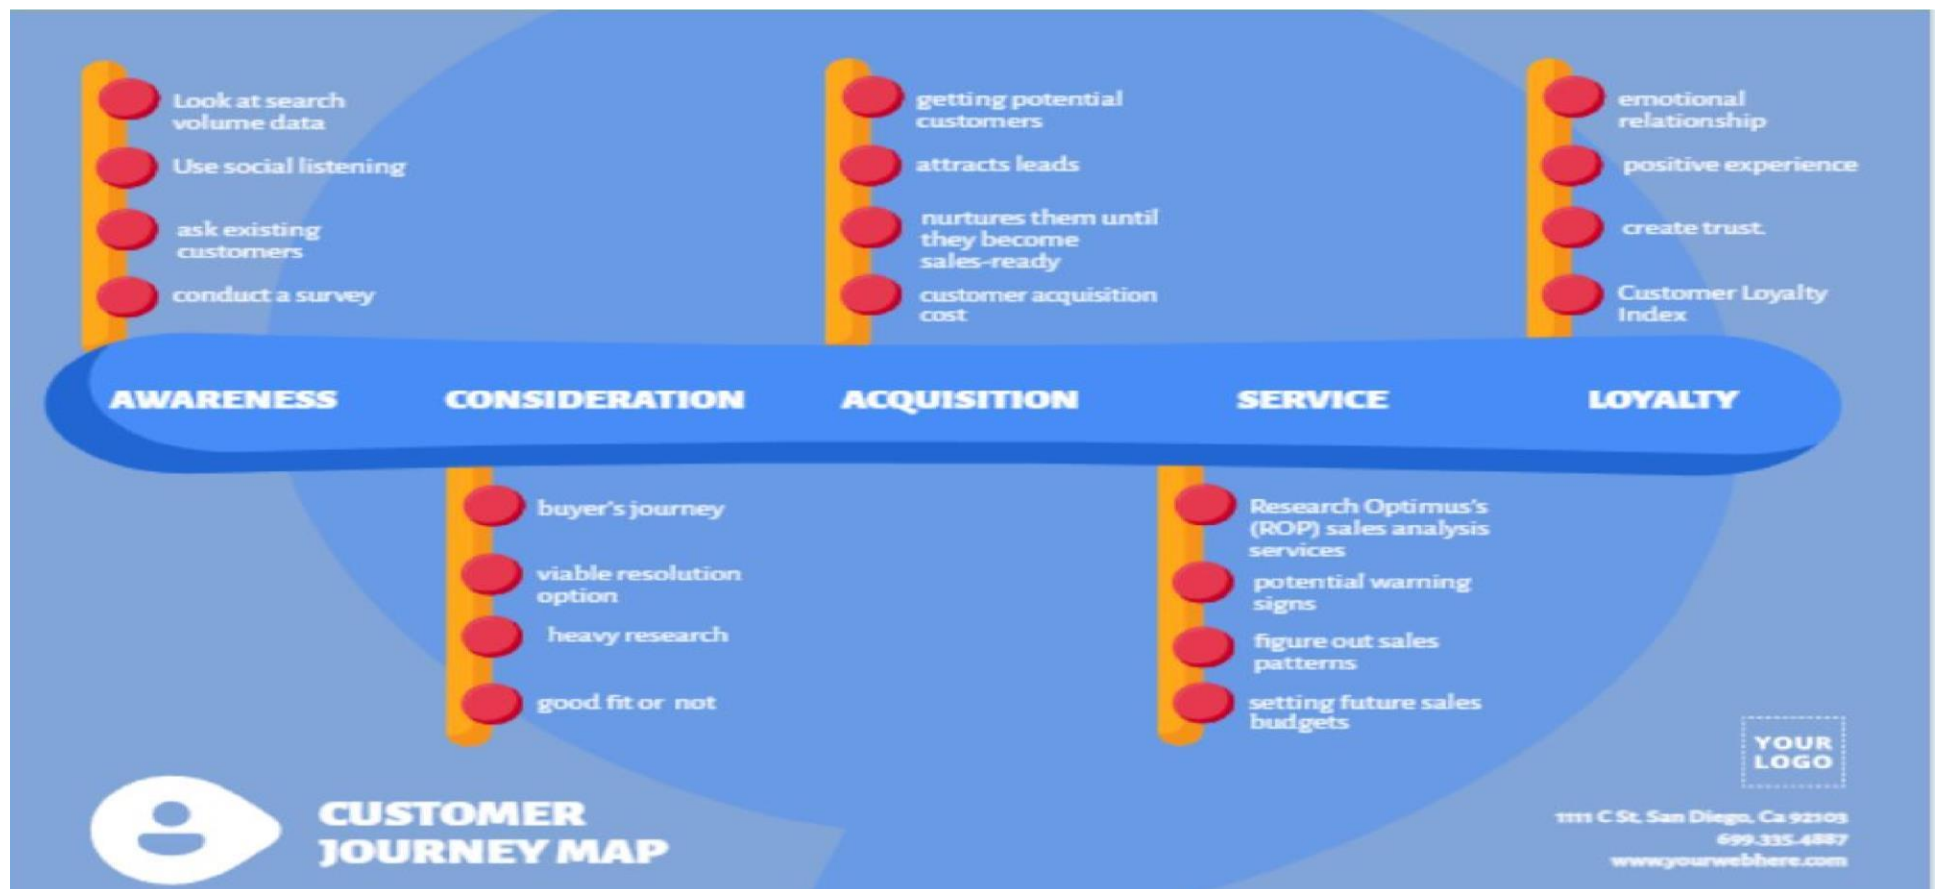 Look at search
volume data
Use social listening
ask existing
customers
conduct a survey
getting potential
customers
attracts leads
nurtures them until
they become
sales-ready
customer acquisition
cost
emotional
relationship
positive experience
create trust.
Customer Loyalty
Index
AWARENESS
CONSIDERATION
ACQUISITION
SERVICE
LOYALTY
buyer's journey
viable resolution
option
heavy research
good fit or not
Research Optimus's
(ROP) sales analysis
services
potential warning
signs
figure out sales
patterns
setting future sales
budgets
CUSTOMER
JOURNEY MAP
YOUR
LOGO
1111 C St, San Diego, Ca 92103
699.335.4887
www.yourwebhere.com